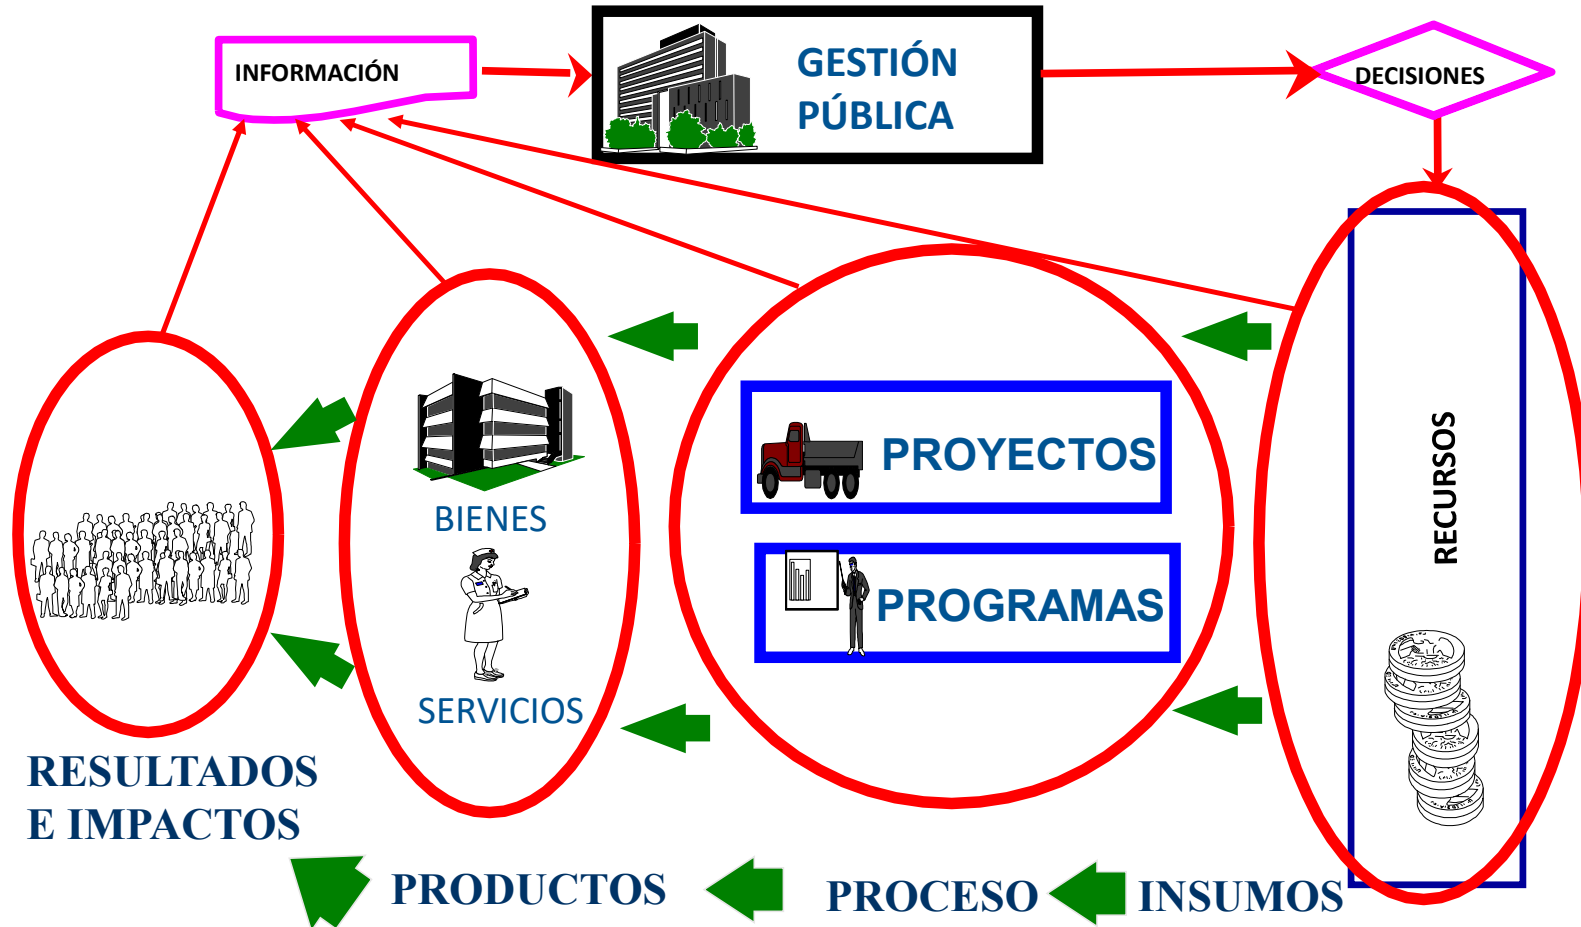 INFORMACIÓN
GESTIÓN
PÚBLICA
DECISIONES
RECURSOS
PROYECTOS
PROGRAMAS
BIENES
SERVICIOS
RESULTADOS
E IMPACTOS
PRODUCTOS
PROCESO
INSUMOS